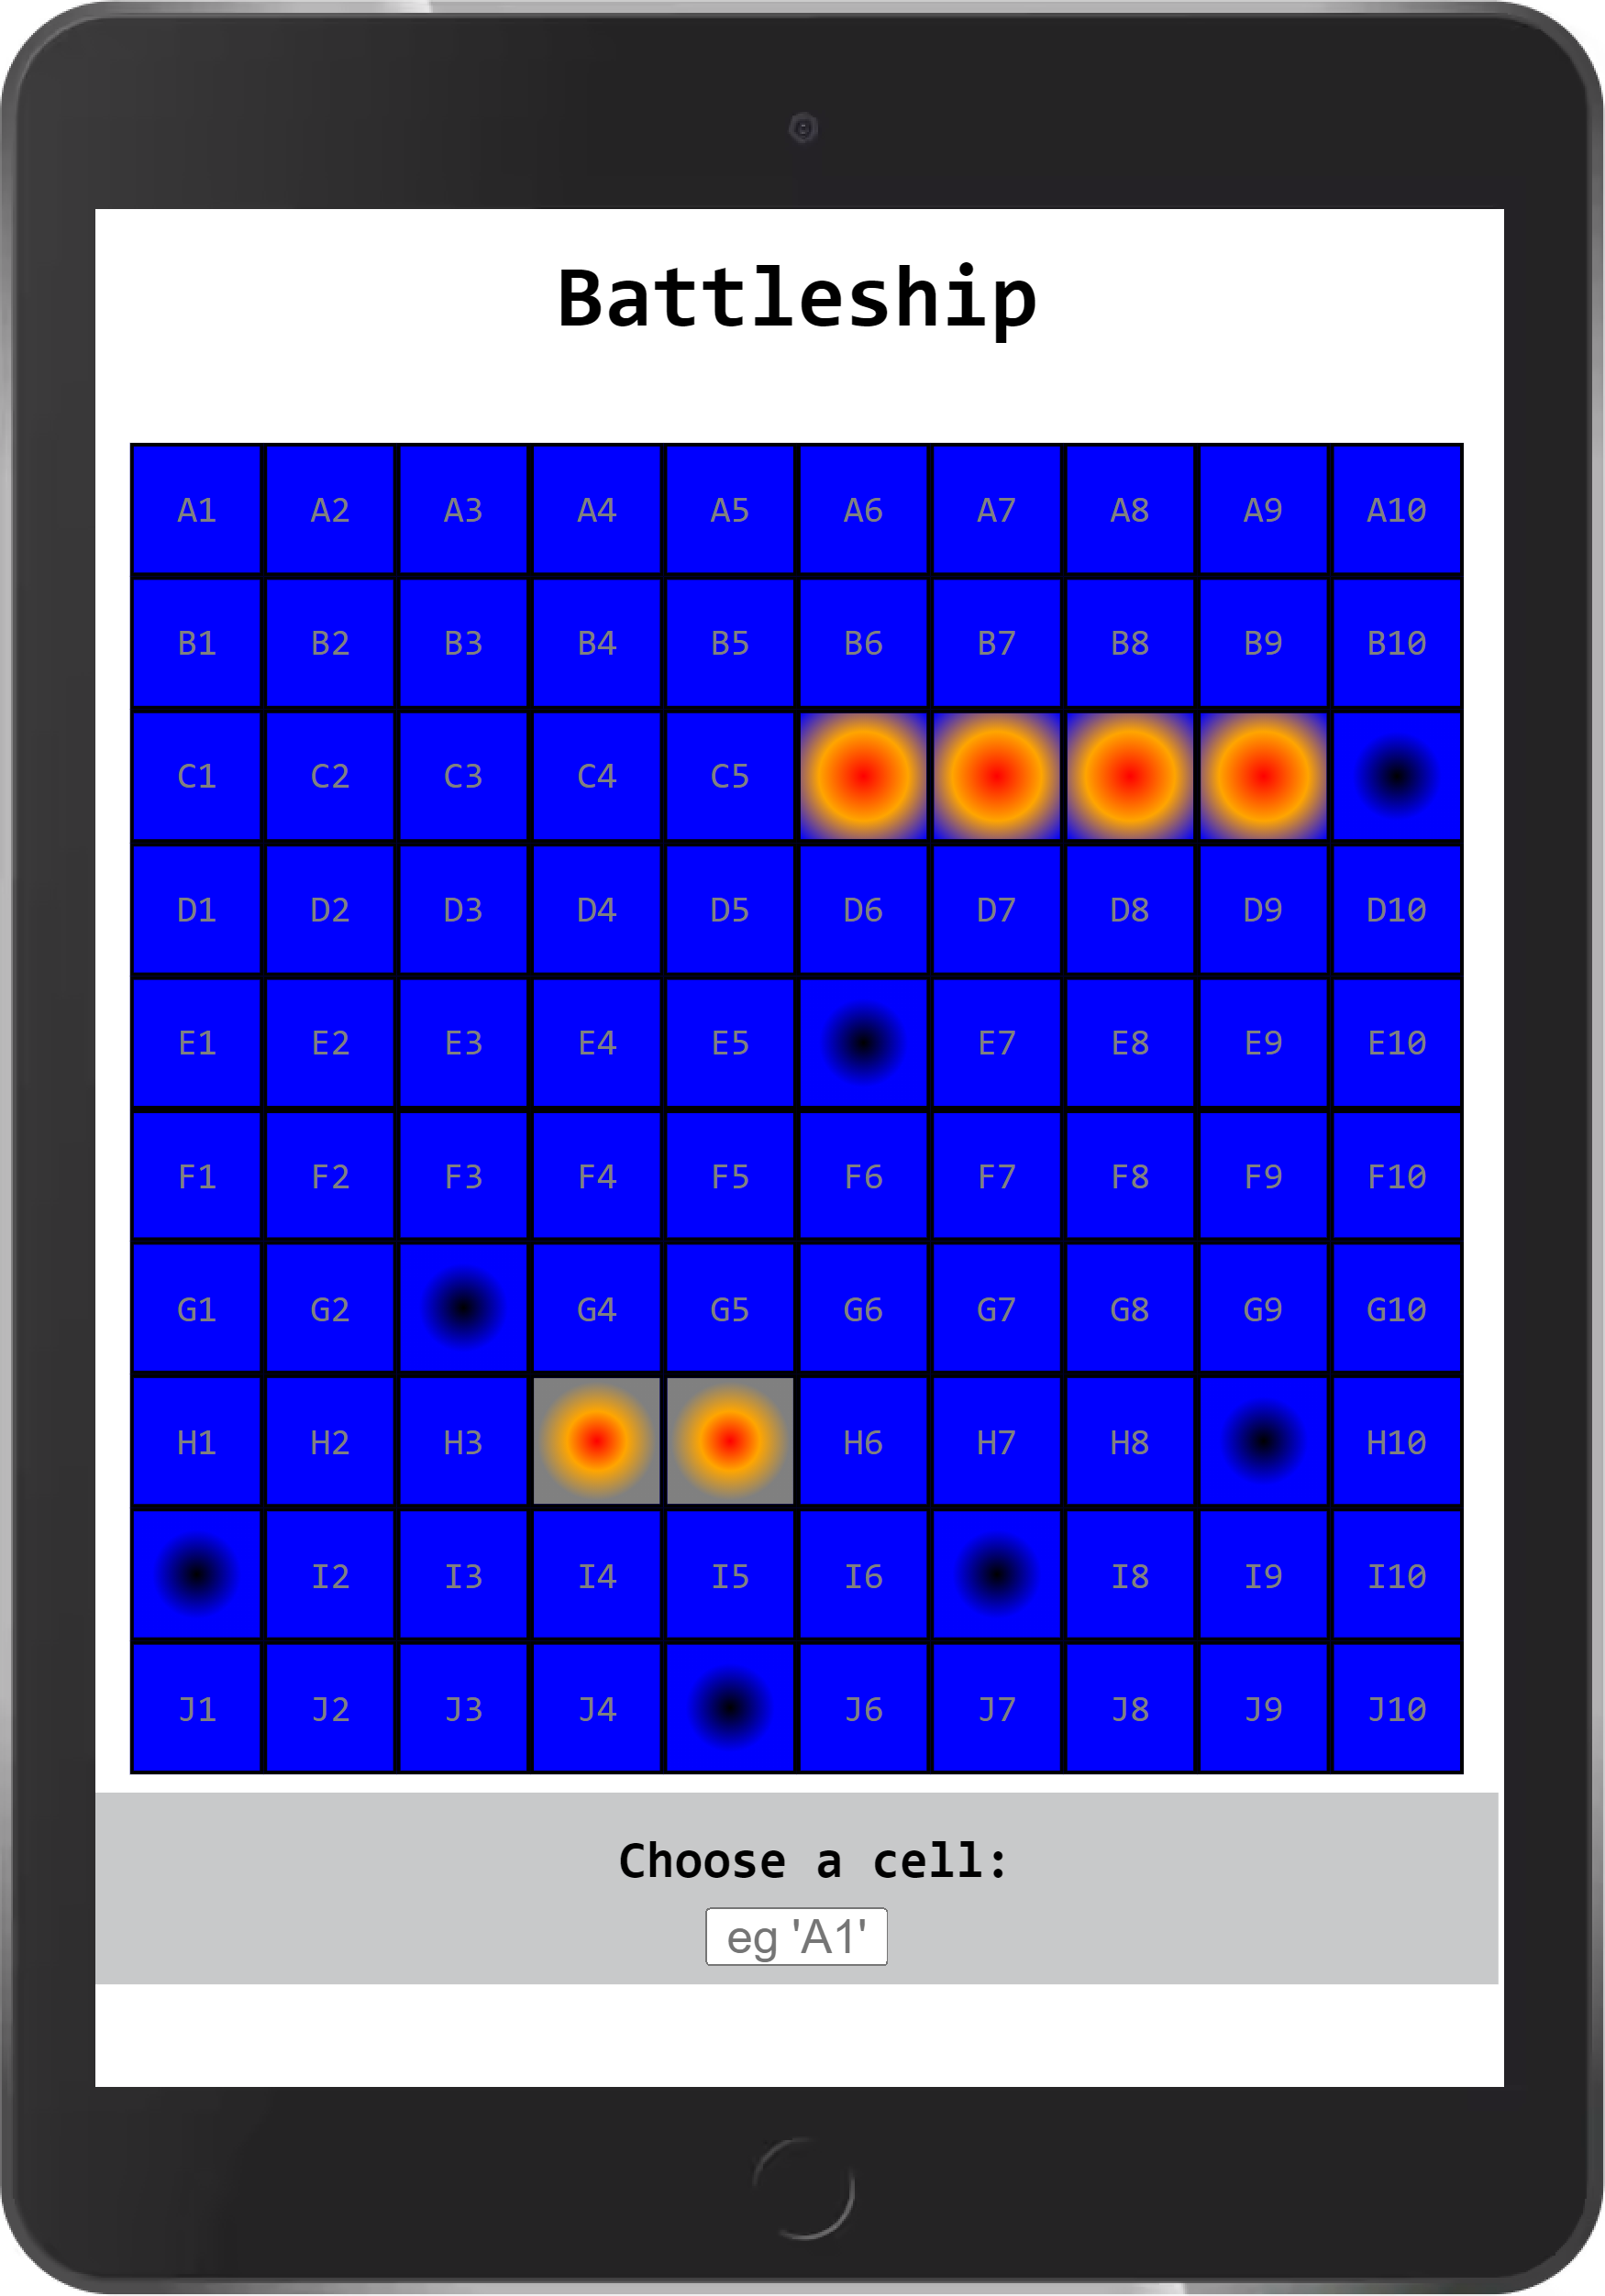 Battleship
A1 A2 A3 A4 A5 A6 A7 A8 A9 A10
B1 B2 B3 B4 B5 B6 B7 B8 B9 B10
C1 C2 C3 C4 C5
D1 D2 D3 D4 D5 D6 D7 D8 D9 D10
E1 E2 E3 E4 E5 E7 E8 E9 E10
F1 F2 F3 F4 F5 F6 F7 F8 F9 F10
G1 G2 G4 G5 G6 G7 G8 G9 G10
H1 H2 H3 H6 H7 H8 H10
I2 I3 I4 I5 I6 I8 I9 I10
J1 J2 J3 J4 J6 J7 J8 J9 J10
Choose a cell:
eg 'A1'